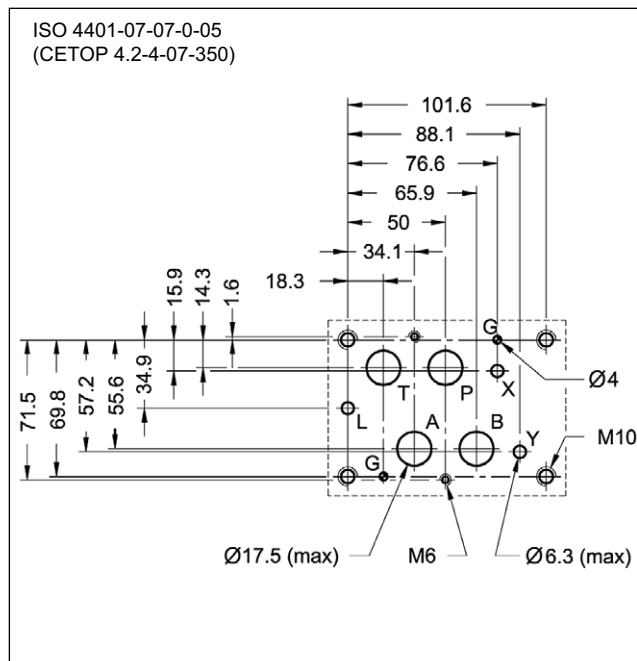 ISO 4401-07-07-0-05
(CETOP 4.2-4-07-350)
101.6
88.1
76.6
65.9
50
34.1
18.3
15.9
14.3
1.6
G
Ø4
71.5
69.8
57.2
55.6
34.9
T
P
X
L
A
B
Y
M10
G
Ø17.5 (max)
M6
Ø6.3 (max)